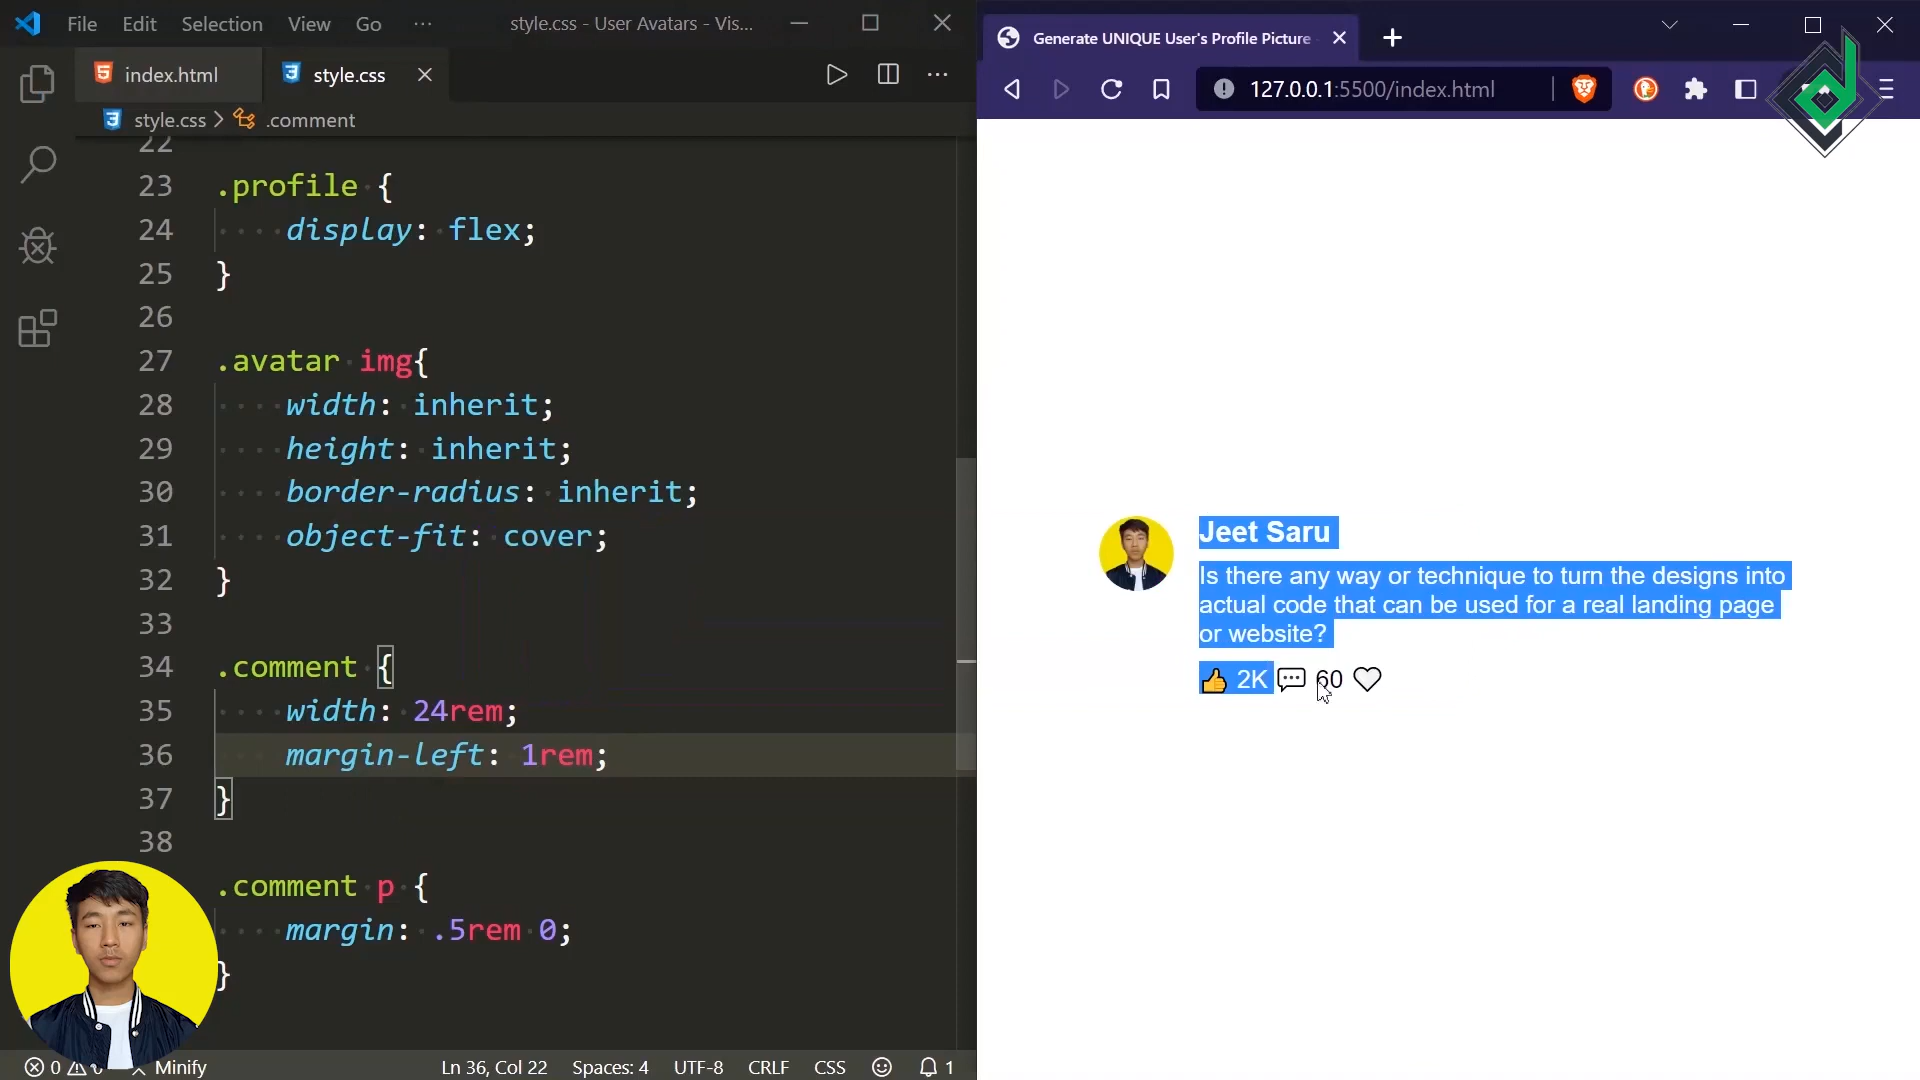 File Edit Selection View Go ··· style.css - User Avatars - Vis...
index.html style.css
style.css > .comment
22
23 .profile {
24 display: flex;
25 }
26
27 .avatar img{
28 width: inherit;
29 height: inherit;
30 border-radius: inherit;
31 object-fit: cover;
32 }
33
34 .comment {
35 width: 24rem;
36 margin-left: 1rem;
37 }
38
.comment p {
margin: .5rem 0;
}
0 Minify Ln 36, Col 22 Spaces: 4 UTF-8 CRLF CSS 1
Generate UNIQUE User's Profile Picture
127.0.0.1:5500/index.html
Jeet Saru
Is there any way or technique to turn the designs into
actual code that can be used for a real landing page
or website?
👍 2K 💬 60 ♡